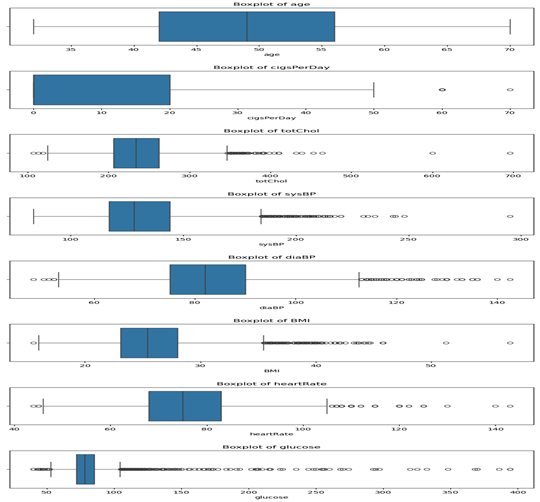 Boxplot of age
35 40 45 50 55 60 65 70
age
Boxplot of cigsPerDay
0 10 20 30 40 50 60 70
cigsPerDay
Boxplot of totChol
100 200 300 400 500 600 700
totChol
Boxplot of sysBP
100 150 200 250 300
sysBP
Boxplot of diaBP
60 80 100 120 140
diaBP
Boxplot of BMI
20 30 40 50
BMI
Boxplot of heartRate
40 60 80 100 120 140
heartRate
Boxplot of glucose
50 100 150 200 250 300 350 400
glucose